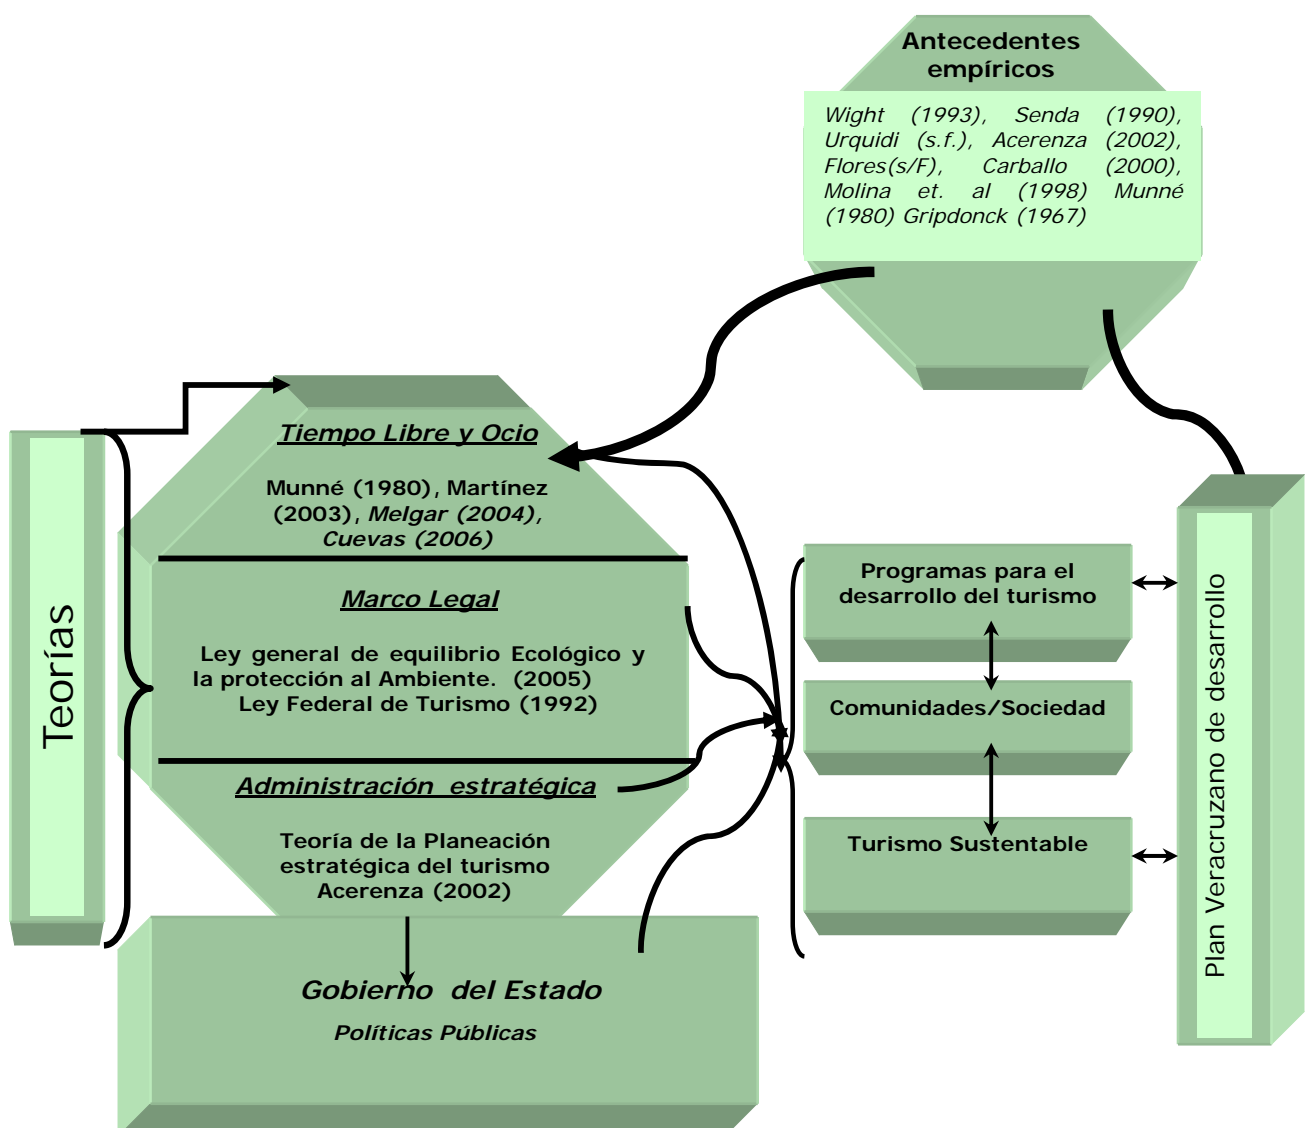 Antecedentes
empíricos
Wight (1993), Senda (1990),
Urquidi (s.f.), Acerenza (2002),
Flores(s/F), Carballo (2000),
Molina et. al (1998) Munné
(1980) Gripdonck (1967)
Teorías
Tiempo Libre y Ocio
Munné (1980), Martínez
(2003), Melgar (2004),
Cuevas (2006)
Marco Legal
Ley general de equilibrio Ecológico y
la protección al Ambiente. (2005)
Ley Federal de Turismo (1992)
Administración estratégica
Teoría de la Planeación
estratégica del turismo
Acerenza (2002)
Gobierno del Estado
Políticas Públicas
Programas para el
desarrollo del turismo
Comunidades/Sociedad
Turismo Sustentable
Plan Veracruzano de desarrollo